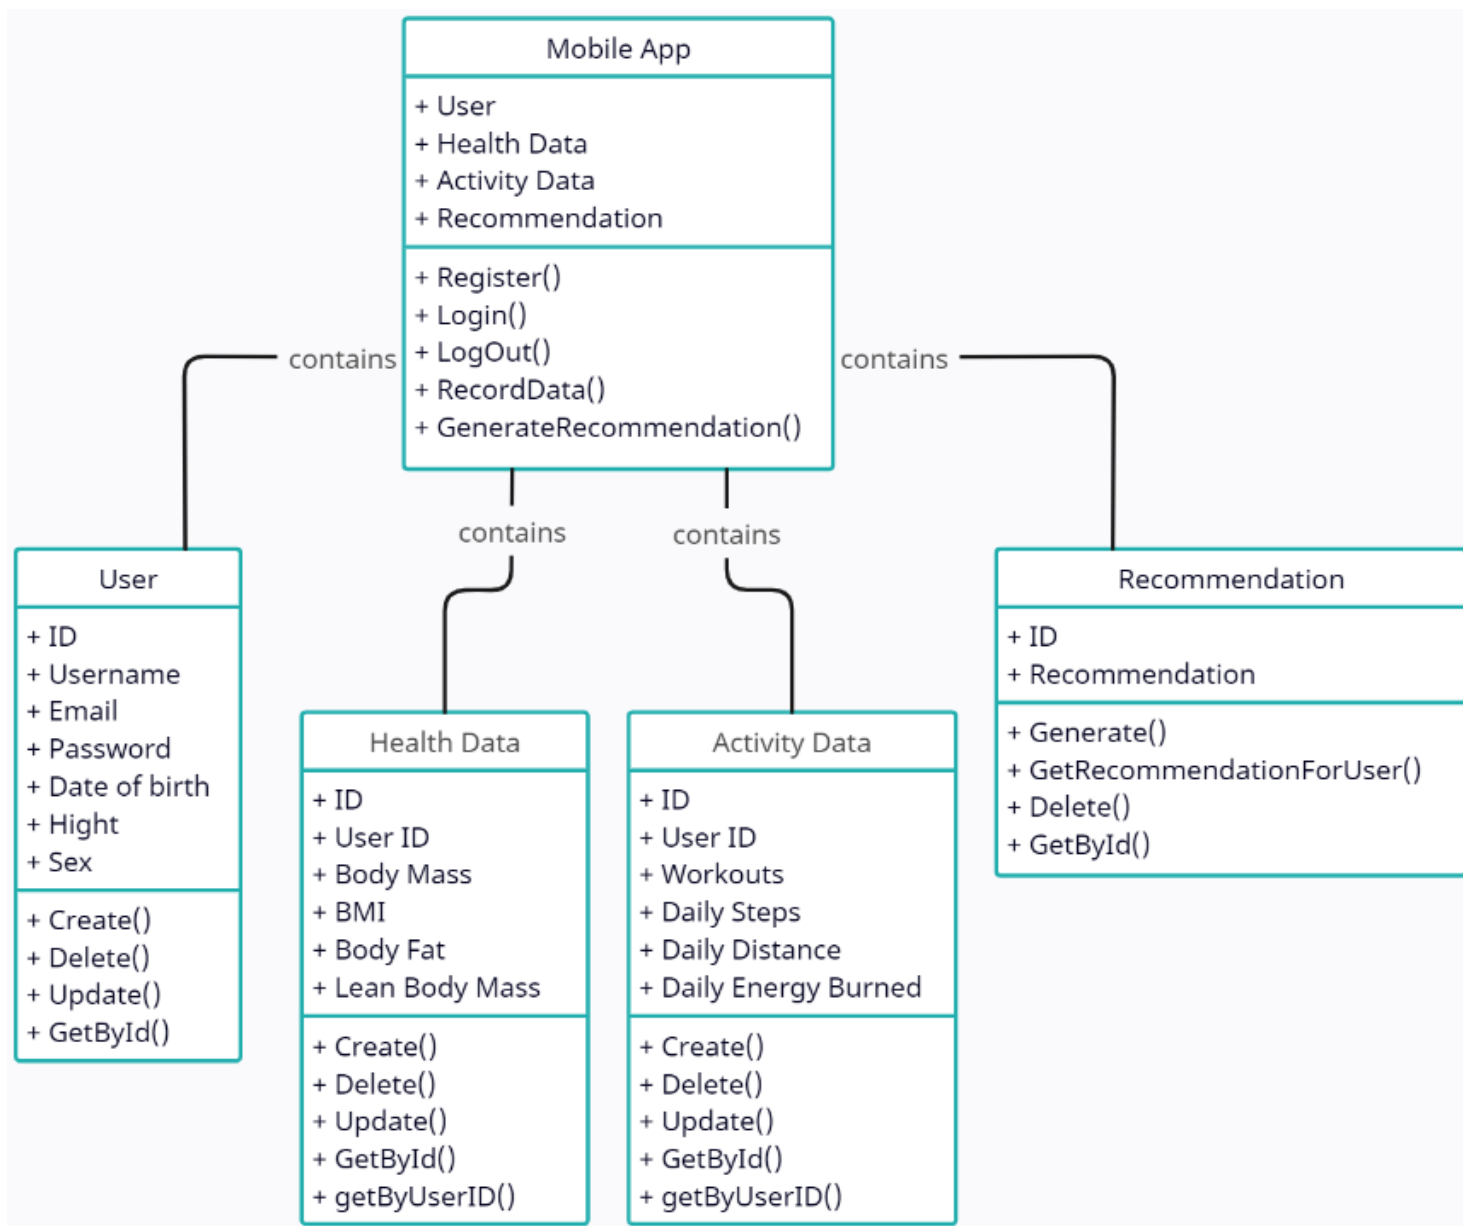 Mobile App
+ User
+ Health Data
+ Activity Data
+ Recommendation
+ Register()
+ Login()
+ LogOut()
+ RecordData()
+ GenerateRecommendation()
contains
contains
contains
contains
User
+ ID
+ Username
+ Email
+ Password
+ Date of birth
+ Hight
+ Sex
+ Create()
+ Delete()
+ Update()
+ GetById()
Health Data
+ ID
+ User ID
+ Body Mass
+ BMI
+ Body Fat
+ Lean Body Mass
+ Create()
+ Delete()
+ Update()
+ GetById()
+ getByUserID()
Activity Data
+ ID
+ User ID
+ Workouts
+ Daily Steps
+ Daily Distance
+ Daily Energy Burned
+ Create()
+ Delete()
+ Update()
+ GetById()
+ getByUserID()
Recommendation
+ ID
+ Recommendation
+ Generate()
+ GetRecommendationForUser()
+ Delete()
+ GetById()